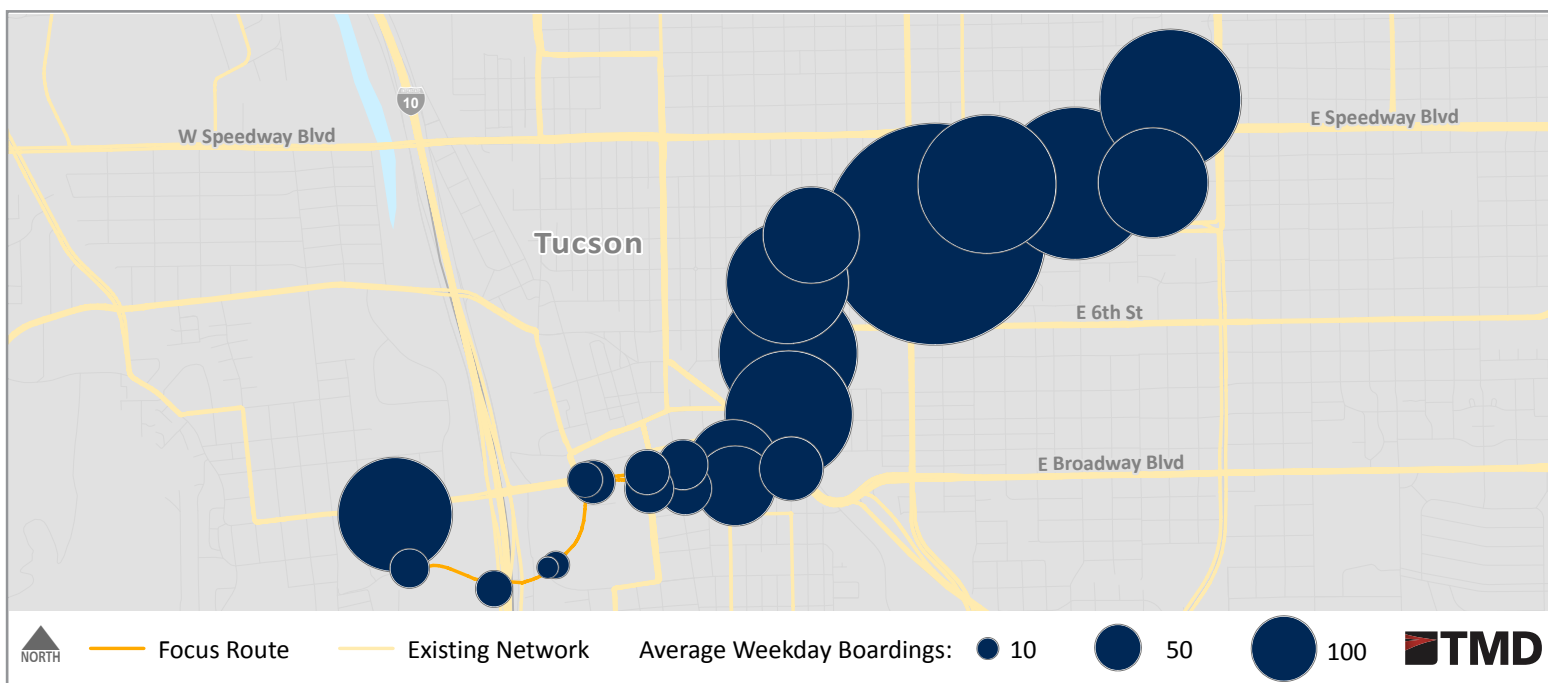 10
W Speedway Blvd
E Speedway Blvd
Tucson
E 6th St
E Broadway Blvd
NORTH
Focus Route
Existing Network
Average Weekday Boardings:
10
50
100
TMD